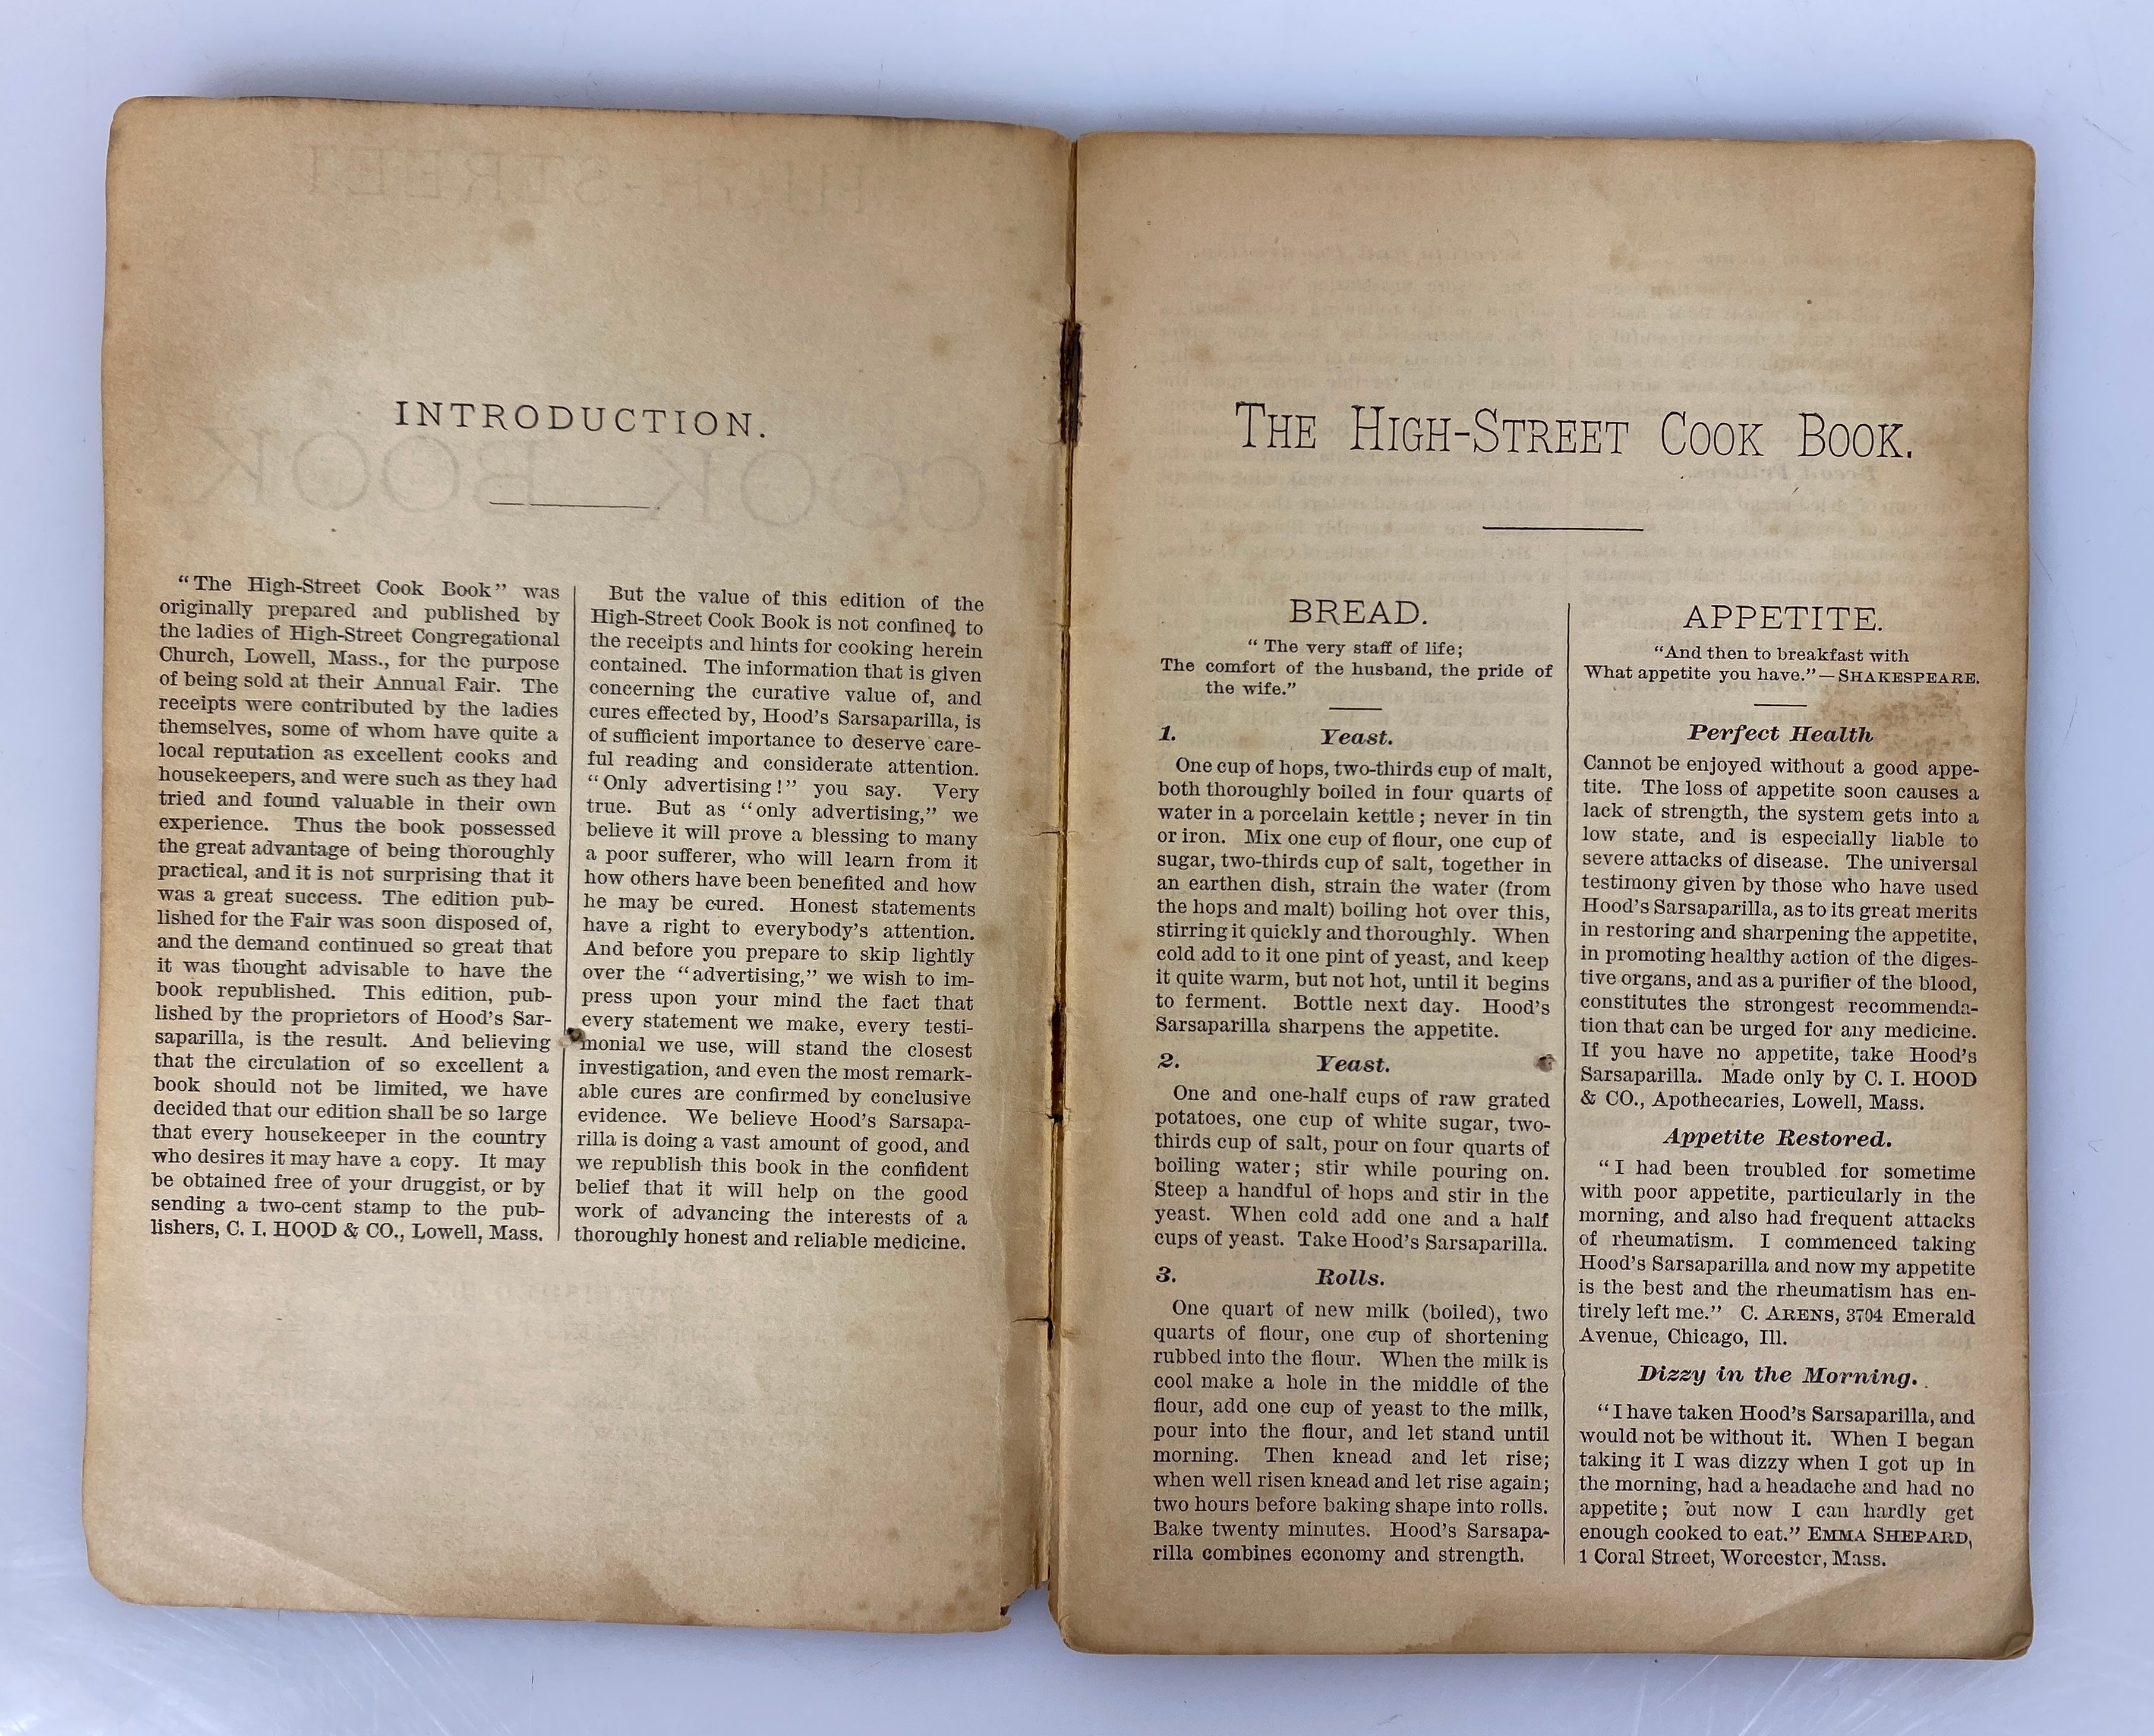 INTRODUCTION.
“The High-Street Cook Book” was
originally prepared and published by
the ladies of High-Street Congregational
Church, Lowell, Mass., for the purpose
of being sold at their Annual Fair. The
receipts were contributed by the ladies
themselves, some of whom have quite a
local reputation as excellent cooks and
housekeepers, and were such as they had
tried and found valuable in their own
experience. Thus the book possessed
the great advantage of being thoroughly
practical, and it is not surprising that it
was a great success. The edition pub-
lished for the Fair was soon disposed of,
and the demand continued so great that
it was thought advisable to have the
book republished. This edition, pub-
lished by the proprietors of Hood’s Sar-
saparilla, is the result. And believing
that the circulation of so excellent a
book should not be limited, we have
decided that our edition shall be so large
that every housekeeper in the country
who desires it may have a copy. It may
be obtained free of your druggist, or by
sending a two-cent stamp to the pub-
lishers, C. I. HOOD & CO., Lowell, Mass.
But the value of this edition of the
High-Street Cook Book is not confined to
the receipts and hints for cooking herein
contained. The information that is given
concerning the curative value of, and
cures effected by, Hood’s Sarsaparilla, is
of sufficient importance to deserve care-
ful reading and considerate attention.
“Only advertising!” you say. Very
true. But as “only advertising,” we
believe it will prove a blessing to many
a poor sufferer, who will learn from it
how others have been benefited and how
he may be cured. Honest statements
have a right to everybody’s attention.
And before you prepare to skip lightly
over the “advertising,” we wish to im-
press upon your mind the fact that
every statement we make, every testi-
monial we use, will stand the closest
investigation, and even the most remark-
able cures are confirmed by conclusive
evidence. We believe Hood’s Sarsapa-
rilla is doing a vast amount of good, and
we republish this book in the confident
belief that it will help on the good
work of advancing the interests of a
thoroughly honest and reliable medicine.
THE HIGH-STREET COOK BOOK.
BREAD.
“The very staff of life;
The comfort of the husband, the pride of
the wife.”
1. Yeast.
One cup of hops, two-thirds cup of malt,
both thoroughly boiled in four quarts of
water in a porcelain kettle; never in tin
or iron. Mix one cup of flour, one cup of
sugar, two-thirds cup of salt, together in
an earthen dish, strain the water (from
the hops and malt) boiling hot over this,
stirring it quickly and thoroughly. When
cold add to it one pint of yeast, and keep
it quite warm, but not hot, until it begins
to ferment. Bottle next day. Hood’s
Sarsaparilla sharpens the appetite.
2. Yeast.
One and one-half cups of raw grated
potatoes, one cup of white sugar, two-
thirds cup of salt, pour on four quarts of
boiling water; stir while pouring on.
Steep a handful of hops and stir in the
yeast. When cold add one and a half
cups of yeast. Take Hood’s Sarsaparilla.
3. Rolls.
One quart of new milk (boiled), two
quarts of flour, one cup of shortening
rubbed into the flour. When the milk is
cool make a hole in the middle of the
flour, add one cup of yeast to the milk,
pour into the flour, and let stand until
morning. Then knead and let rise;
when well risen knead and let rise again;
two hours before baking shape into rolls.
Bake twenty minutes. Hood’s Sarsapa-
rilla combines economy and strength.
APPETITE.
“And then to breakfast with
What appetite you have.”—SHAKESPEARE.
Perfect Health
Cannot be enjoyed without a good appe-
tite. The loss of appetite soon causes a
lack of strength, the system gets into a
low state, and is especially liable to
severe attacks of disease. The universal
testimony given by those who have used
Hood’s Sarsaparilla, as to its great merits
in restoring and sharpening the appetite,
in promoting healthy action of the diges-
tive organs, and as a purifier of the blood,
constitutes the strongest recommenda-
tion that can be urged for any medicine.
If you have no appetite, take Hood’s
Sarsaparilla. Made only by C. I. HOOD
& CO., Apothecaries, Lowell, Mass.
Appetite Restored.
“I had been troubled for sometime
with poor appetite, particularly in the
morning, and also had frequent attacks
of rheumatism. I commenced taking
Hood’s Sarsaparilla and now my appetite
is the best and the rheumatism has en-
tirely left me.” C. ARENS, 3704 Emerald
Avenue, Chicago, Ill.
Dizzy in the Morning.
“I have taken Hood’s Sarsaparilla, and
would not be without it. When I began
taking it I was dizzy when I got up in
the morning, had a headache and had no
appetite; but now I can hardly get
enough cooked to eat.” EMMA SHEPARD,
1 Coral Street, Worcester, Mass.